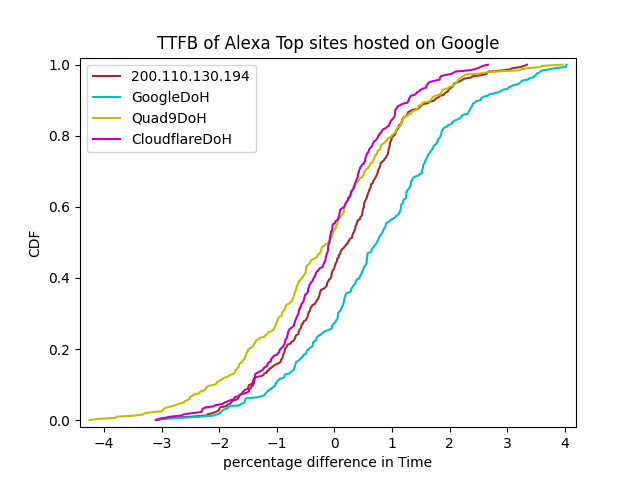 TTFB of Alexa Top sites hosted on Google
200.110.130.194
GoogleDoH
Quad9DoH
CloudflareDoH
CDF
1.0
0.8
0.6
0.4
0.2
0.0
−4 −3 −2 −1 0 1 2 3 4
percentage difference in Time